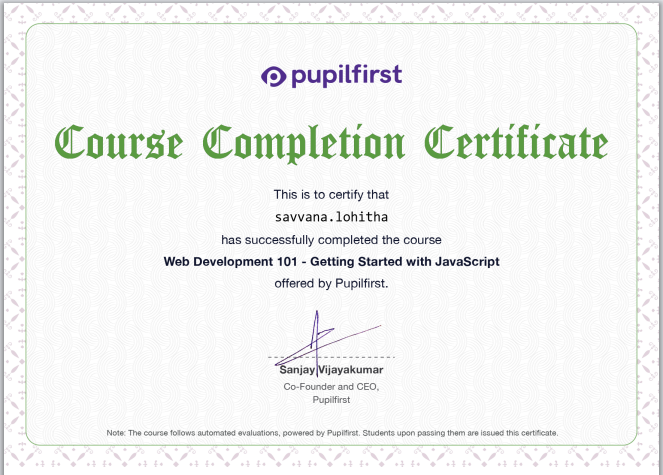 pupilfirst
Course Completion Certificate
This is to certify that
savvana.lohitha
has successfully completed the course
Web Development 101 - Getting Started with JavaScript
offered by Pupilfirst.
Sanjay Vijayakumar
Co-Founder and CEO,
Pupilfirst
Note: The course follows automated evaluations, powered by Pupilfirst. Students upon passing them are issued this certificate.